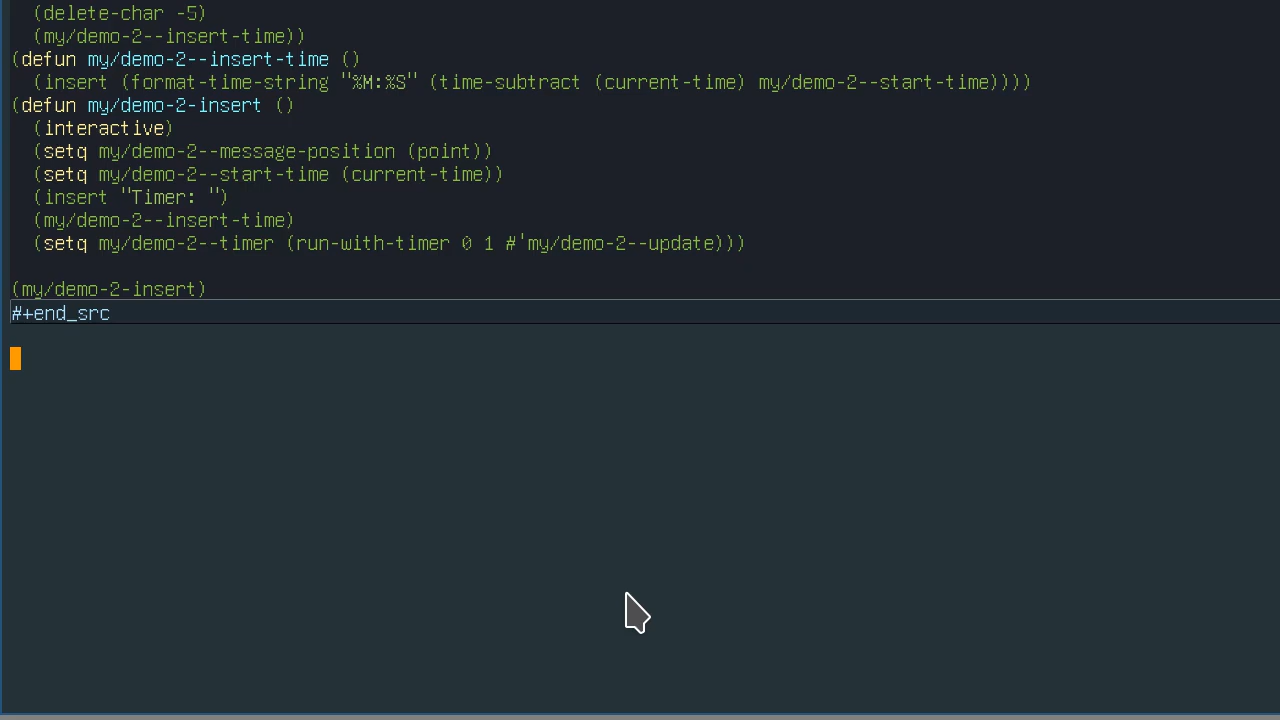 (delete-char -5)
(my/demo-2--insert-time))
(defun my/demo-2--insert-time ()
(insert (format-time-string "%M:%S" (time-subtract (current-time) my/demo-2--start-time))))
(defun my/demo-2-insert ()
(interactive)
(setq my/demo-2--message-position (point))
(setq my/demo-2--start-time (current-time))
(insert "Timer: ")
(my/demo-2--insert-time)
(setq my/demo-2--timer (run-with-timer 0 1 #'my/demo-2--update)))
(my/demo-2-insert)
#+end_src